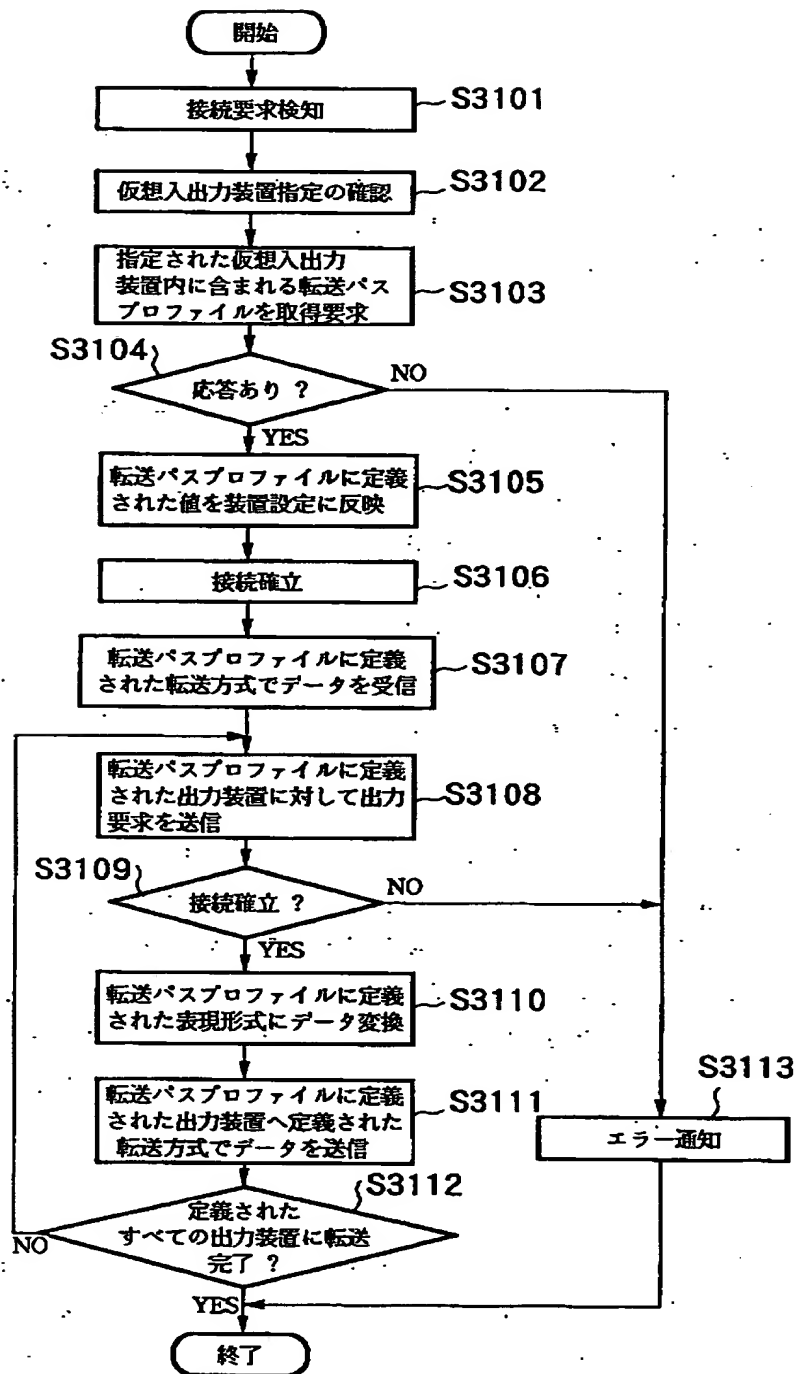 開始
接続要求検知
S3101
仮想入出力装置指定の確認
S3102
指定された仮想入出力
装置内に含まれる転送パス
プロファイルを取得要求
S3103
S3104
応答あり ?
NO
YES
転送パスプロファイルに定義
された値を装置設定に反映
S3105
接続確立
S3106
転送パスプロファイルに定義
された転送方式でデータを受信
S3107
転送パスプロファイルに定義
された出力装置に対して出力
要求を送信
S3108
S3109
接続確立 ?
NO
YES
転送パスプロファイルに定義
された表現形式にデータ変換
S3110
転送パスプロファイルに定義
された出力装置へ定義された
転送方式でデータを送信
S3111
S3113
エラー通知
S3112
定義された
すべての出力装置に転送
完了 ?
NO
YES
終了